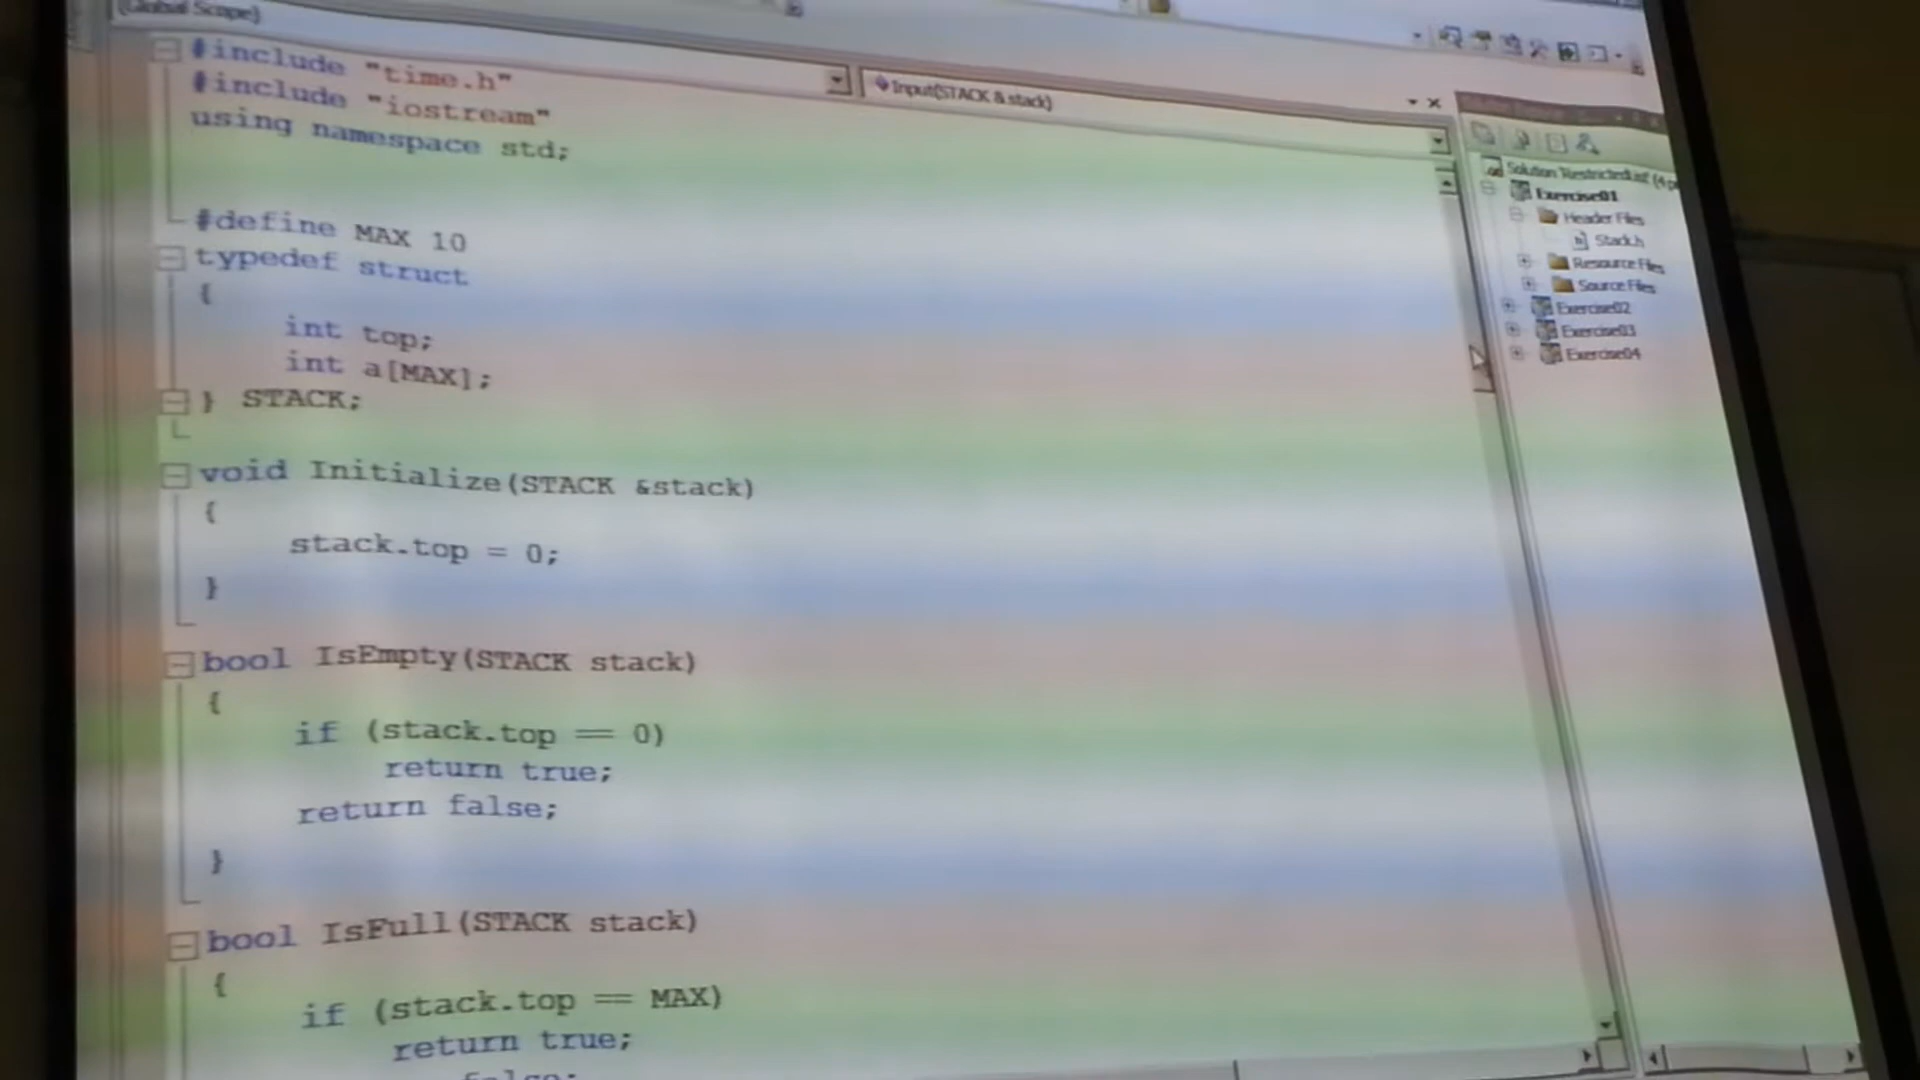 (Global Scope)
Input(STACK & stack)
#include "time.h"
#include "iostream"
using namespace std;
#define MAX 10
typedef struct
{
int top;
int a[MAX];
} STACK;
void Initialize(STACK &stack)
{
stack.top = 0;
}
bool IsEmpty(STACK stack)
{
if (stack.top == 0)
return true;
return false;
}
bool IsFull(STACK stack)
{
if (stack.top == MAX)
return true;
false;
Solution 'RestrictedList' (4
Exercise01
Header Files
Stack.h
Resource Files
Source Files
Exercise02
Exercise03
Exercise04